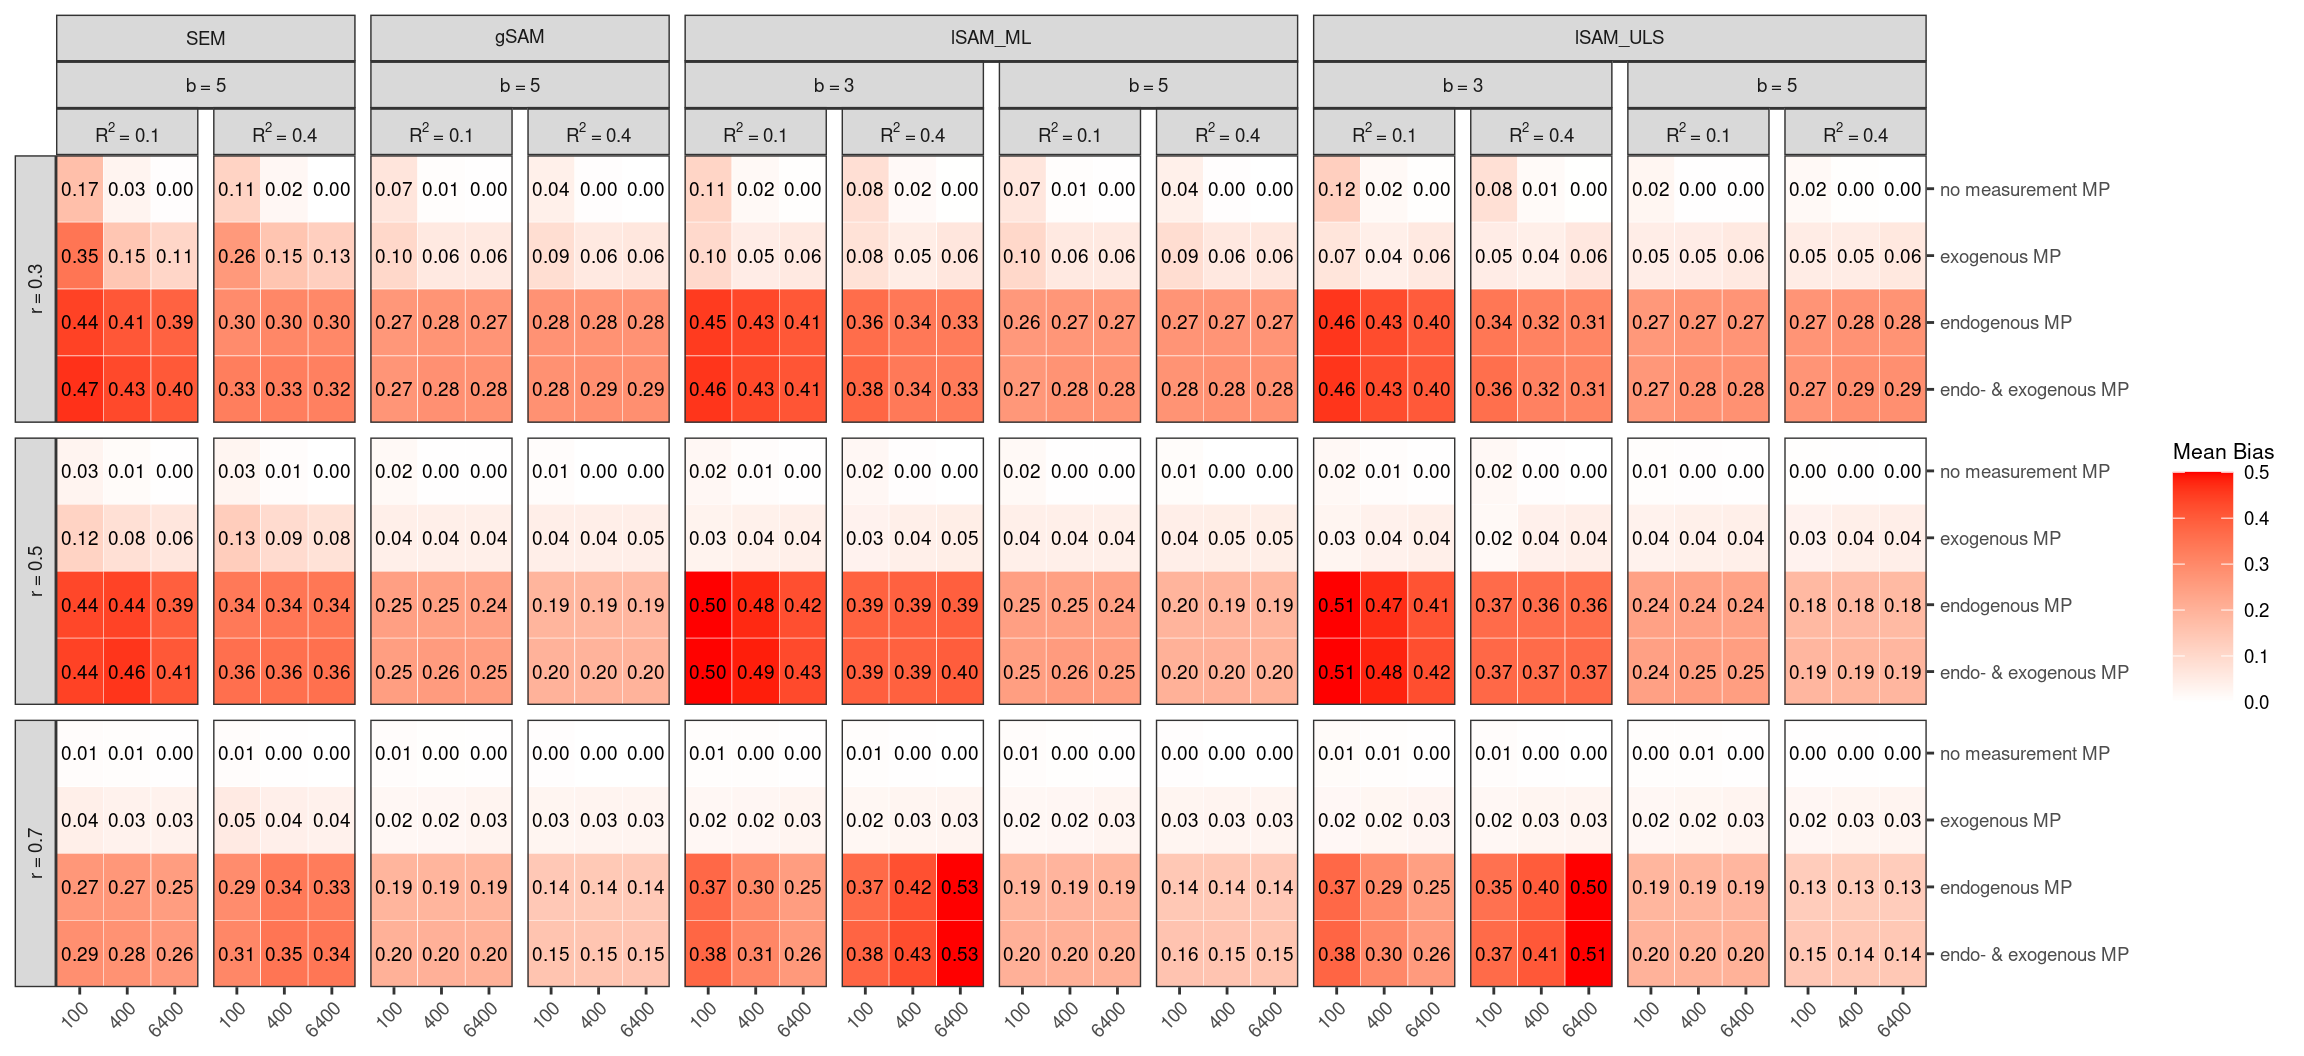 SEM gSAM lSAM_ML lSAM_ULS
b = 5 b = 5 b = 3 b = 5 b = 3 b = 5
R² = 0.1 R² = 0.4 R² = 0.1 R² = 0.4 R² = 0.1 R² = 0.4 R² = 0.1 R² = 0.4 R² = 0.1 R² = 0.4 R² = 0.1 R² = 0.4
r = 0.3
0.17 0.03 0.00 0.11 0.02 0.00 0.07 0.01 0.00 0.04 0.00 0.00 0.11 0.02 0.00 0.08 0.02 0.00 0.07 0.01 0.00 0.04 0.00 0.00 0.12 0.02 0.00 0.08 0.01 0.00 0.02 0.00 0.00 0.02 0.00 0.00 no measurement MP
0.35 0.15 0.11 0.26 0.15 0.13 0.10 0.06 0.06 0.09 0.06 0.06 0.10 0.05 0.06 0.08 0.05 0.06 0.10 0.06 0.06 0.09 0.06 0.06 0.07 0.04 0.06 0.05 0.04 0.06 0.05 0.05 0.06 0.05 0.05 0.06 exogenous MP
0.44 0.41 0.39 0.30 0.30 0.30 0.27 0.28 0.27 0.28 0.28 0.28 0.45 0.43 0.41 0.36 0.34 0.33 0.26 0.27 0.27 0.27 0.27 0.27 0.46 0.43 0.40 0.34 0.32 0.31 0.27 0.27 0.27 0.27 0.28 0.28 endogenous MP
0.47 0.43 0.40 0.33 0.33 0.32 0.27 0.28 0.28 0.28 0.29 0.29 0.46 0.43 0.41 0.38 0.34 0.33 0.27 0.28 0.28 0.28 0.28 0.28 0.46 0.43 0.40 0.36 0.32 0.31 0.27 0.28 0.28 0.27 0.29 0.29 endo- & exogenous MP
r = 0.5
0.03 0.01 0.00 0.03 0.01 0.00 0.02 0.00 0.00 0.01 0.00 0.00 0.02 0.01 0.00 0.02 0.00 0.00 0.02 0.00 0.00 0.01 0.00 0.00 0.02 0.01 0.00 0.02 0.00 0.00 0.01 0.00 0.00 0.00 0.00 0.00 no measurement MP
0.12 0.08 0.06 0.13 0.09 0.08 0.04 0.04 0.04 0.04 0.04 0.05 0.03 0.04 0.04 0.03 0.04 0.05 0.04 0.04 0.04 0.04 0.05 0.05 0.03 0.04 0.04 0.02 0.04 0.04 0.04 0.04 0.04 0.03 0.04 0.04 exogenous MP
0.44 0.44 0.39 0.34 0.34 0.34 0.25 0.25 0.24 0.19 0.19 0.19 0.50 0.48 0.42 0.39 0.39 0.39 0.25 0.25 0.24 0.20 0.19 0.19 0.51 0.47 0.41 0.37 0.36 0.36 0.24 0.24 0.24 0.18 0.18 0.18 endogenous MP
0.44 0.46 0.41 0.36 0.36 0.36 0.25 0.26 0.25 0.20 0.20 0.20 0.50 0.49 0.43 0.39 0.39 0.40 0.25 0.26 0.25 0.20 0.20 0.20 0.51 0.48 0.42 0.37 0.37 0.37 0.24 0.25 0.25 0.19 0.19 0.19 endo- & exogenous MP
r = 0.7
0.01 0.01 0.00 0.01 0.00 0.00 0.01 0.00 0.00 0.00 0.00 0.00 0.01 0.00 0.00 0.01 0.00 0.00 0.01 0.00 0.00 0.00 0.00 0.00 0.01 0.01 0.00 0.01 0.00 0.00 0.00 0.01 0.00 0.00 0.00 0.00 no measurement MP
0.04 0.03 0.03 0.05 0.04 0.04 0.02 0.02 0.03 0.03 0.03 0.03 0.02 0.02 0.03 0.02 0.03 0.03 0.02 0.02 0.03 0.03 0.03 0.03 0.02 0.02 0.03 0.02 0.03 0.03 0.02 0.02 0.03 0.02 0.03 0.03 exogenous MP
0.27 0.27 0.25 0.29 0.34 0.33 0.19 0.19 0.19 0.14 0.14 0.14 0.37 0.30 0.25 0.37 0.42 0.53 0.19 0.19 0.19 0.14 0.14 0.14 0.37 0.29 0.25 0.35 0.40 0.50 0.19 0.19 0.19 0.13 0.13 0.13 endogenous MP
0.29 0.28 0.26 0.31 0.35 0.34 0.20 0.20 0.20 0.15 0.15 0.15 0.38 0.31 0.26 0.38 0.43 0.53 0.20 0.20 0.20 0.16 0.15 0.15 0.38 0.30 0.26 0.37 0.41 0.51 0.20 0.20 0.20 0.15 0.14 0.14 endo- & exogenous MP
100 400 6400 100 400 6400 100 400 6400 100 400 6400 100 400 6400 100 400 6400 100 400 6400 100 400 6400 100 400 6400 100 400 6400 100 400 6400 100 400 6400
Mean Bias
0.5
0.4
0.3
0.2
0.1
0.0